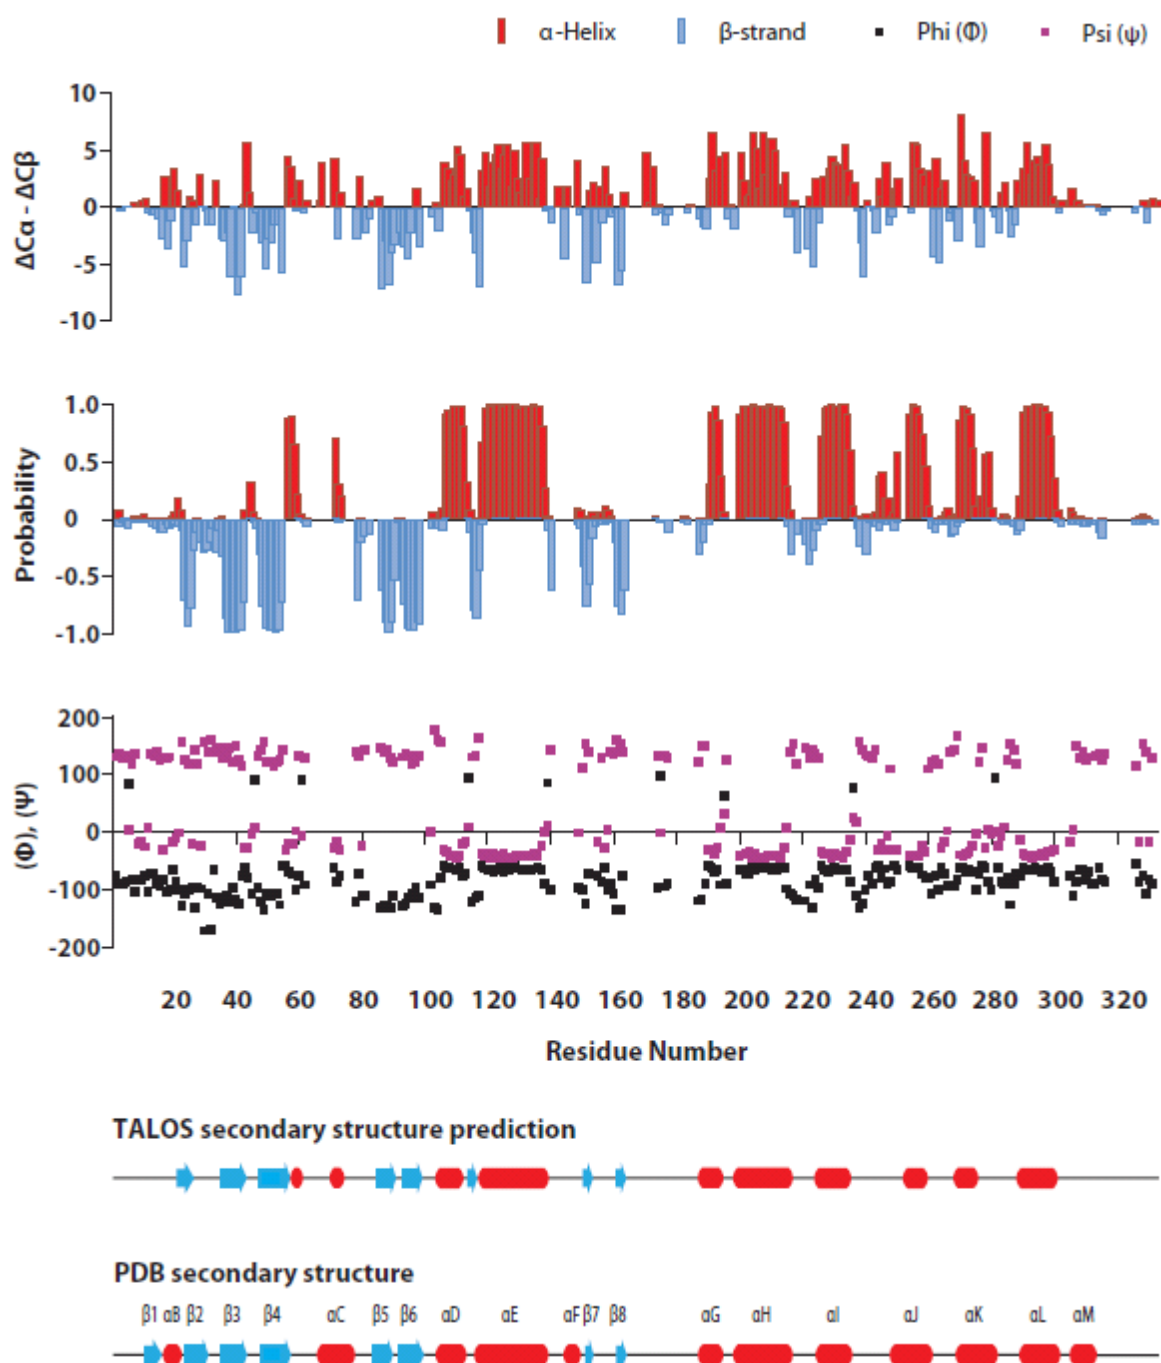 α-Helix β-strand Phi (Φ) Psi (ψ)
10
5
0
-5
-10
ΔCα - ΔCβ
1.0
0.5
0
-0.5
-1.0
Probability
200
100
0
-100
-200
(Φ), (Ψ)
20 40 60 80 100 120 140 160 180 200 220 240 260 280 300 320
Residue Number
TALOS secondary structure prediction
PDB secondary structure
β1 αB β2 β3 β4 αC β5 β6 αD αE αF β7 β8 αG αH αI αJ αK αL αM